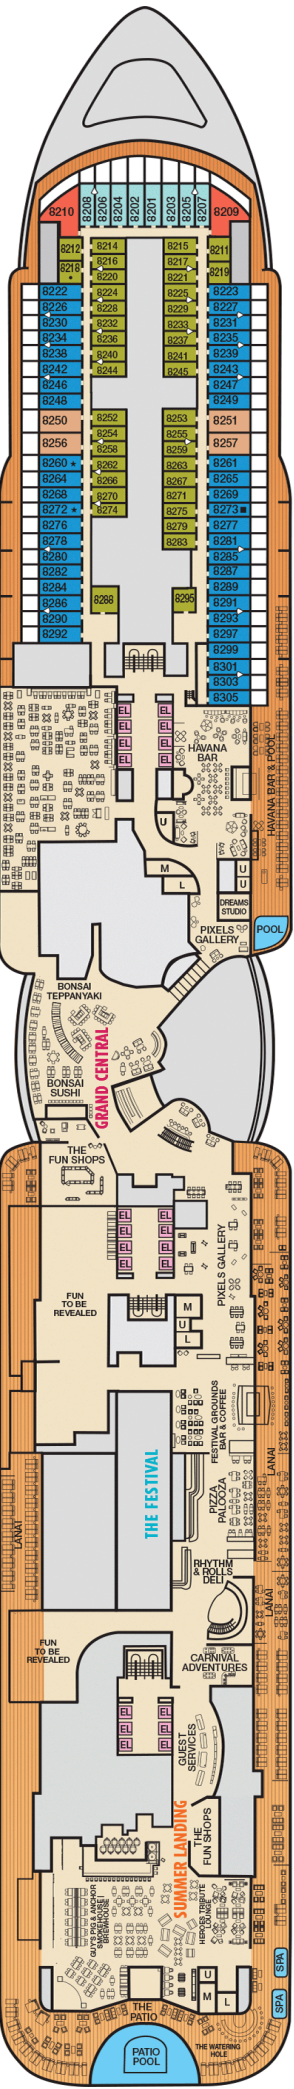 8208 8206 8204 8202 8201 8203 8205 8207
8210 8209
8212 8214 8215 8211
8218 8216 8217 8219
8220 8221
8222 8224 8225 8223
8226 8228 8229 8227
8230 8232 8233 8231
8234 8236 8237 8235
8238 8240 8241 8239
8242 8244 8245 8243
8246 8247
8248 8249
8250 8252 8253 8251
8254 8255
8256 8258 8259 8257
8260 8262 8263 8261
8264 8266 8267 8265
8268 8270 8271 8269
8272 8274 8275 8273
8276 8279 8277
8278 8283 8281
8280 8285
8282 8287
8284 8288 8295 8289
8286 8291
8290 8293
8292 8297
8299
8301
8303
8305
EL EL
EL EL
EL EL
EL EL
HAVANA
BAR
HAVANA BAR & POOL
U
M
L
U
U
DREAMS
STUDIO
PIXELS
GALLERY
POOL
BONSAI
TEPPANYAKI
GRAND CENTRAL
BONSAI
SUSHI
THE
FUN SHOPS
EL EL
EL EL
EL EL
EL EL
PIXELS GALLERY
FUN
TO BE
REVEALED
M
U
L
FESTIVAL GROUNDS
BAR & COFFEE
LANAI
THE FESTIVAL
PIZZA
PALOOZA
LANAI
RHYTHM
& ROLLS
DELI
LANAI
FUN
TO BE
REVEALED
CARNIVAL
ADVENTURES
EL EL
EL EL
EL EL
GUEST
SERVICES
SUMMER LANDING
THE
FUN SHOPS
GUY'S PIG & ANCHOR
SMOKEHOUSE |
BREWHOUSE
HEROES TRIBUTE
LOUNGE
SPA
U
M
L
SPA
THE
PATIO
PATIO
POOL
THE WATERING
HOLE